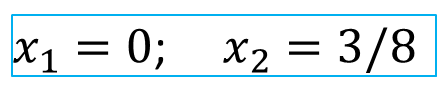 x₁ = 0; x₂ = 3/8